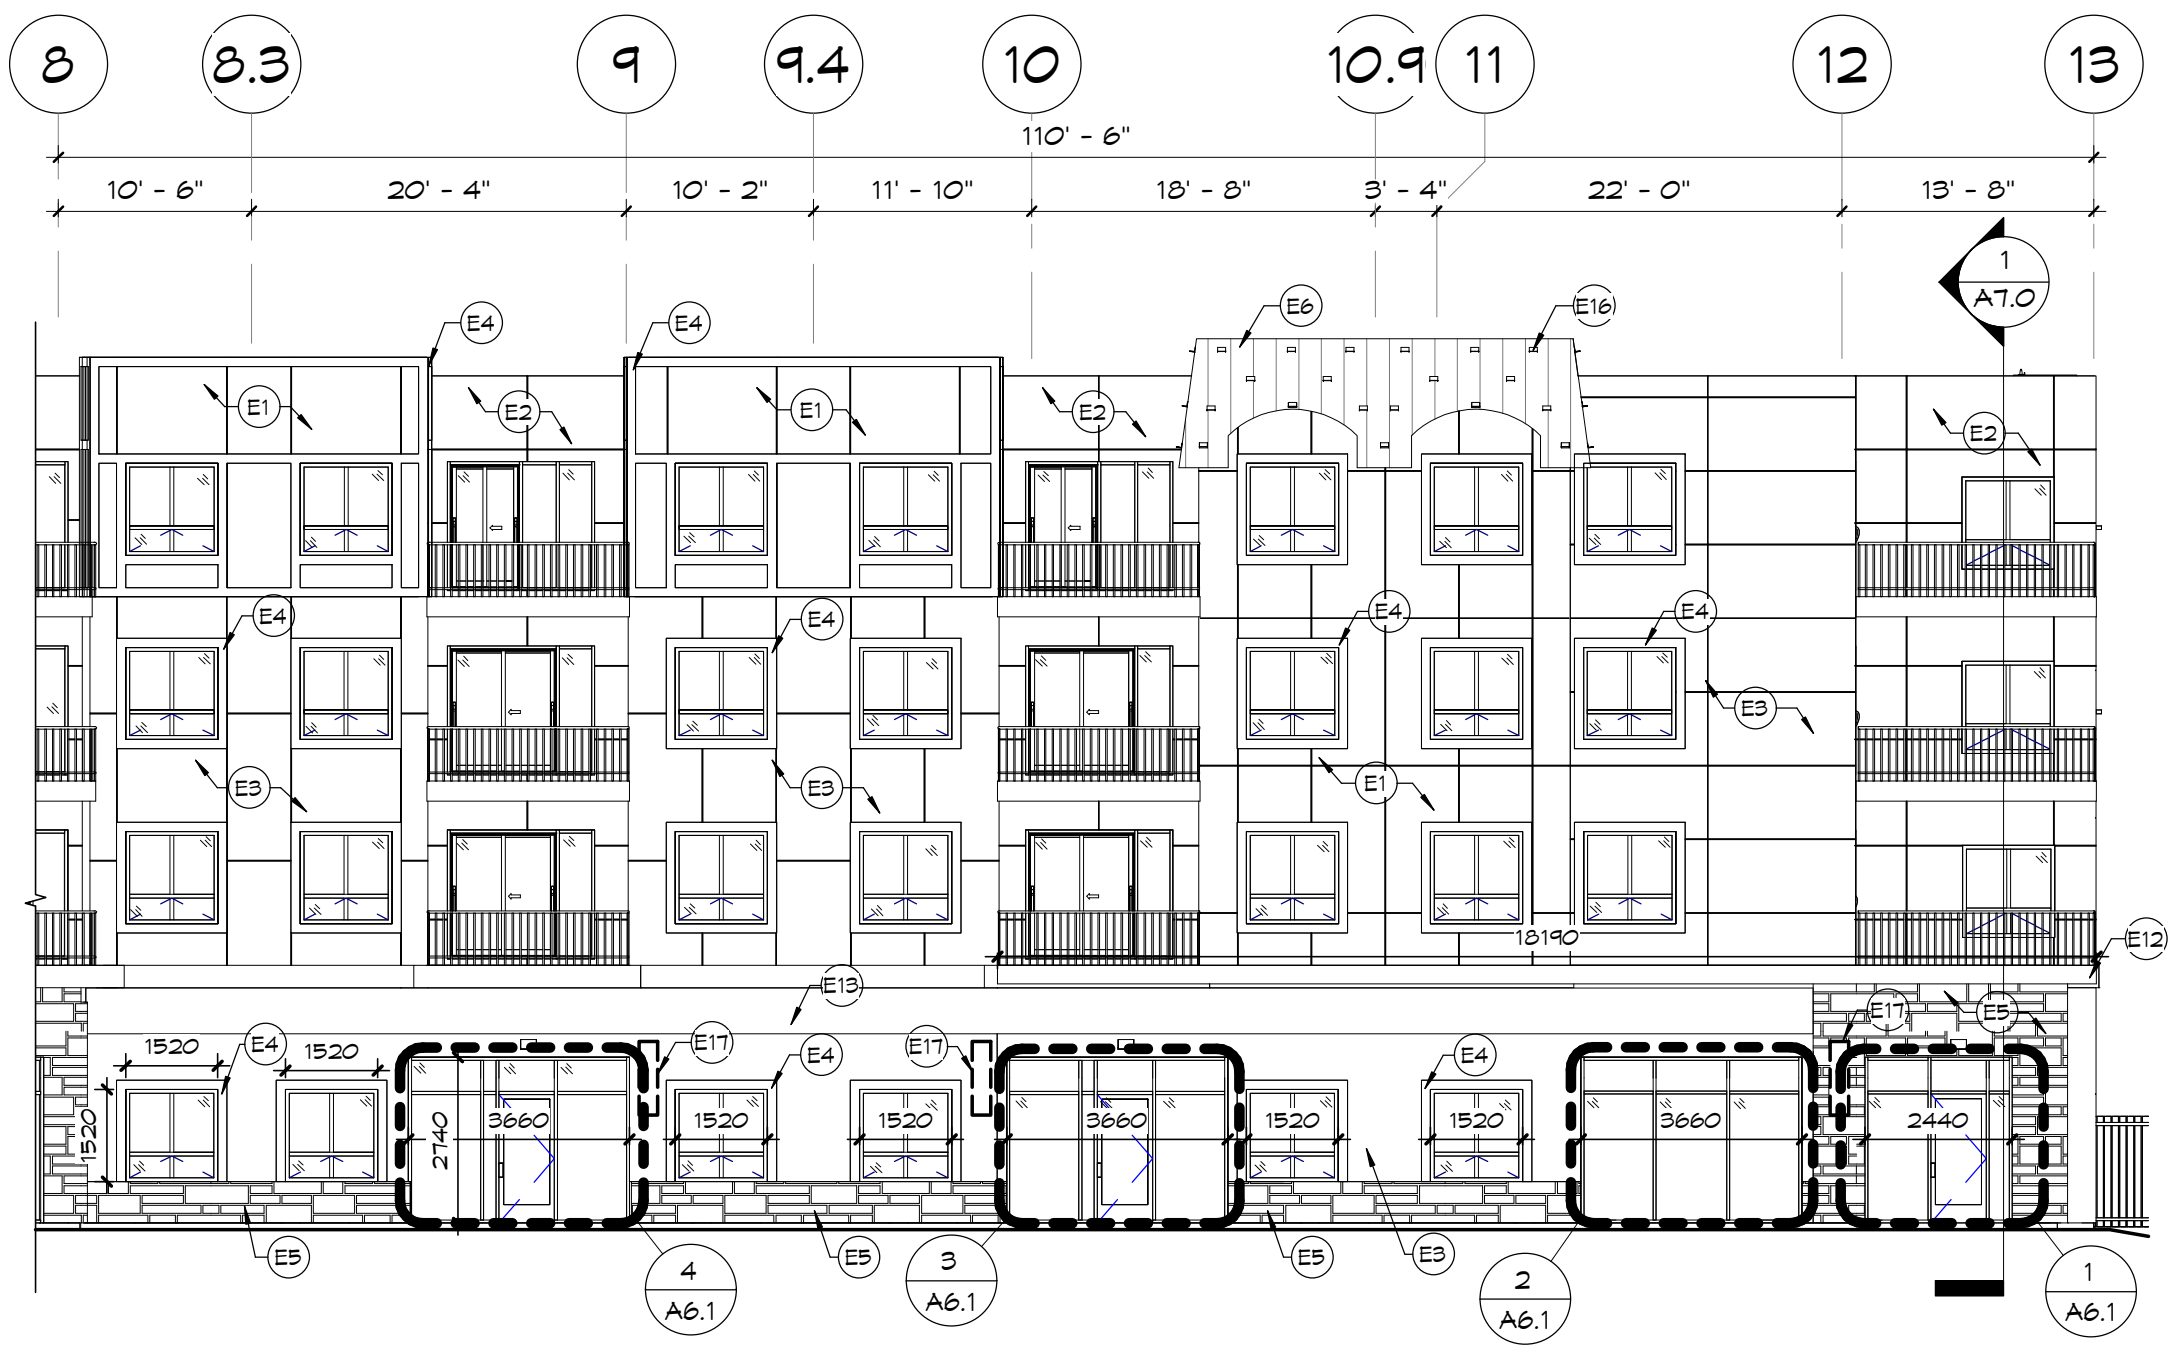 8 8.3 9 9.4 10 10.9 11 12 13
110' - 6"
10' - 6" 20' - 4" 10' - 2" 11' - 10" 18' - 8" 3' - 4" 22' - 0" 13' - 8"
1
A7.0
E4 E4 E6 E16
E1 E2 E1 E2 E2
E4 E4 E4 E4
E3
E3 E3 E1
18190
E12
E13
E17 E5
1520 E4 1520 E17 E4 E17 E4
1520 2740 3660 1520 1520 3660 1520 1520 3660 2440
E5 E5 E5 E3
4
A6.1
3
A6.1
2
A6.1
1
A6.1